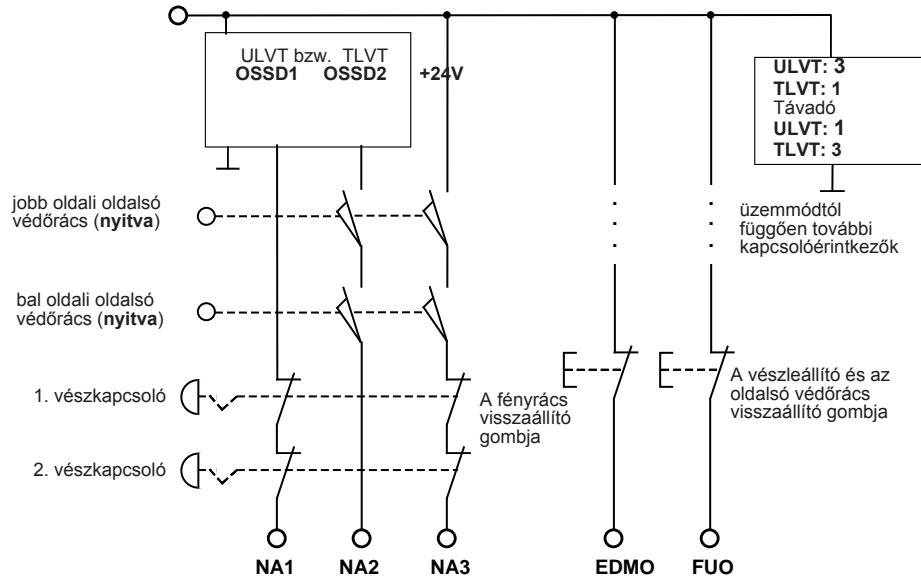 ULVT bzw. TLVT
OSSD1 OSSD2 +24V
ULVT: 3
TLVT: 1
Távadó
ULVT: 1
TLVT: 3
jobb oldali oldalsó
védőrács (nyitva)
üzemmódtól
függően további
kapcsolóérintkezők
bal oldali oldalsó
védőrács (nyitva)
1. vészkapcsoló
A fényrács
visszaállító
gombja
A vészleállító és az
oldalsó védőrács
visszaállító gombja
2. vészkapcsoló
NA1 NA2 NA3 EDMO FUO